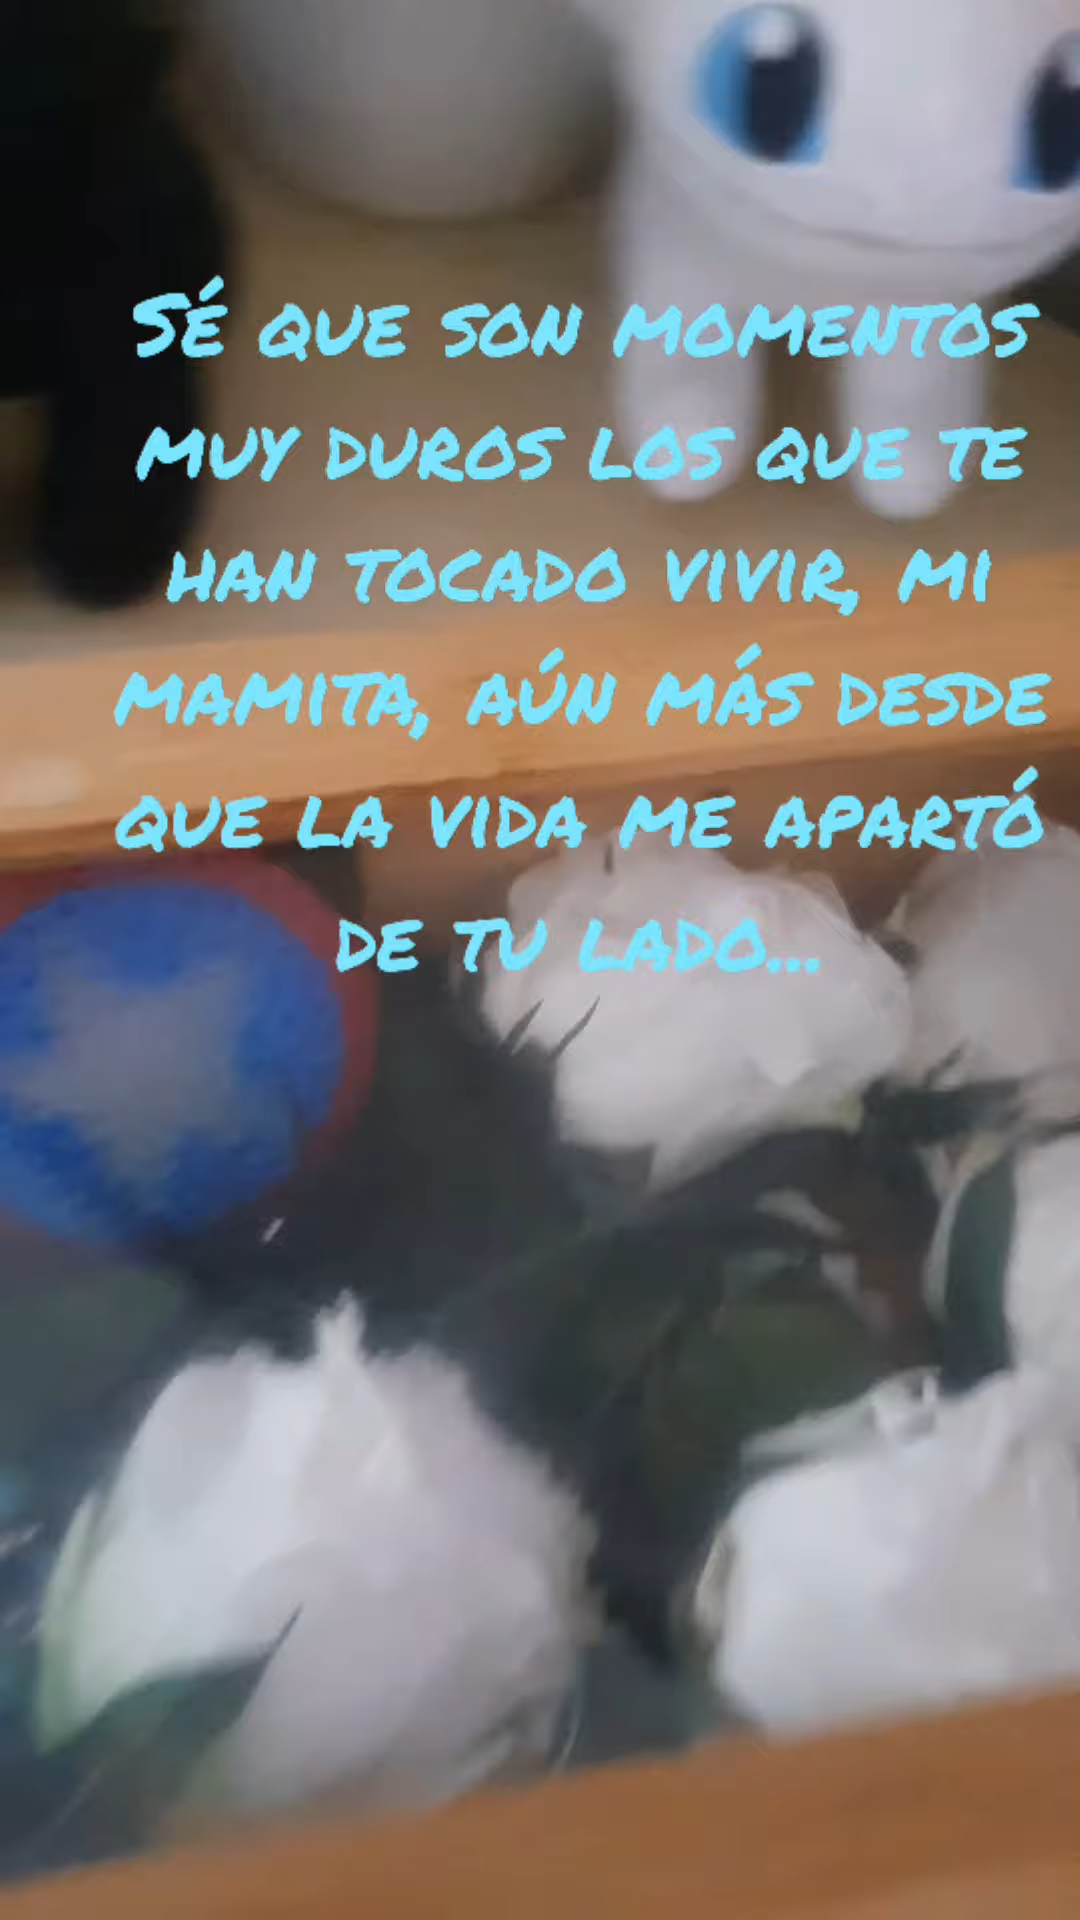 Sé que son momentos
muy duros los que te
han tocado vivir, mi
mamita, aún más desde
que la vida me apartó
de tu lado...